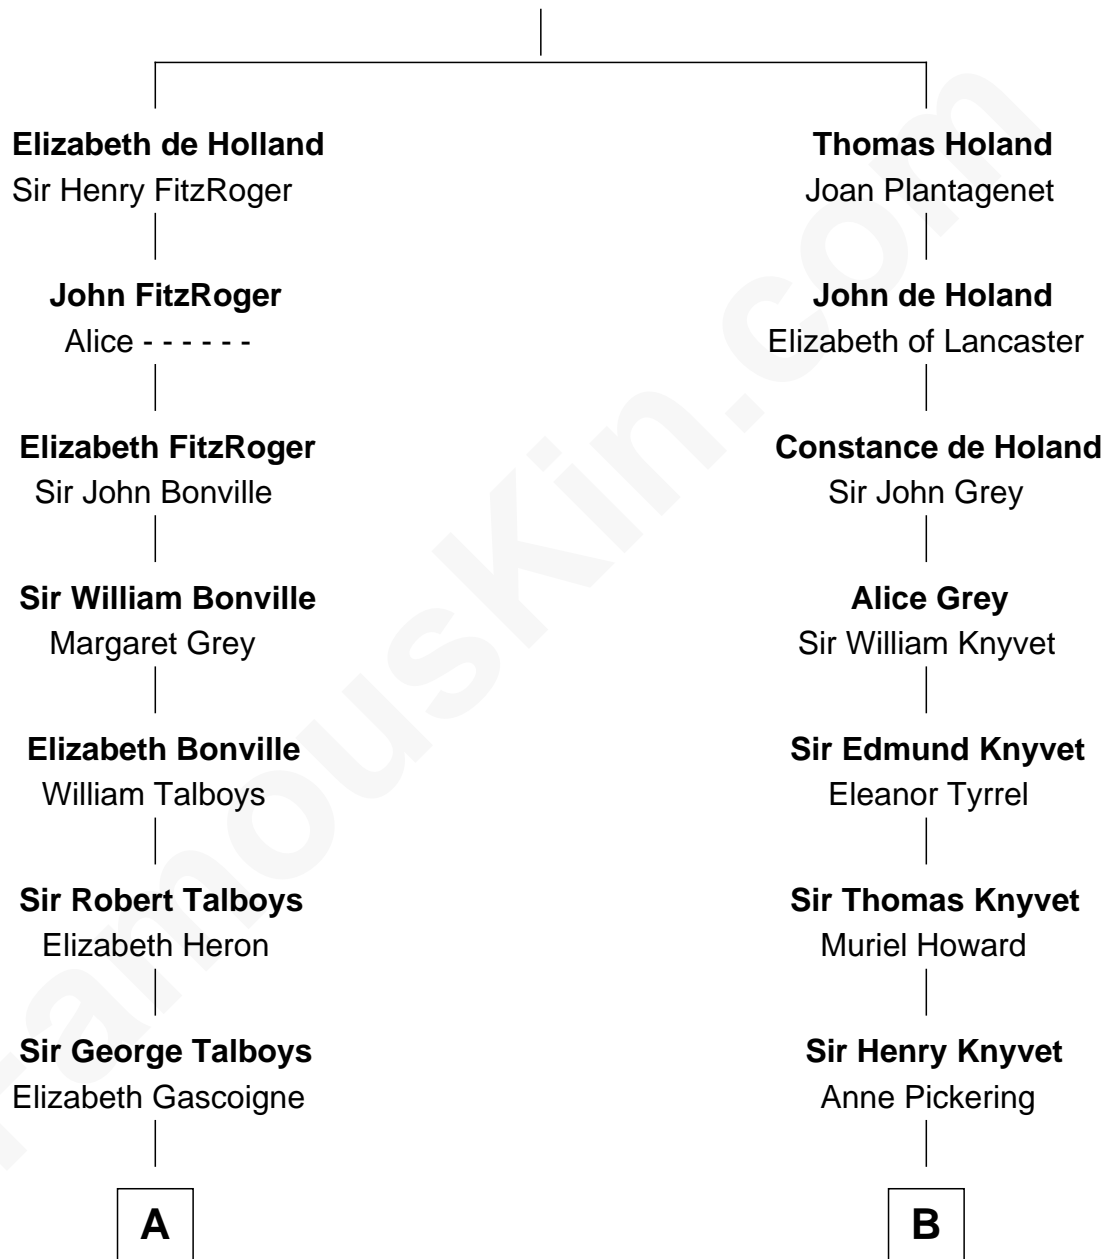 Elizabeth de Holland
Sir Henry FitzRoger
John FitzRoger
Alice - - - - - -
Elizabeth FitzRoger
Sir John Bonville
Sir William Bonville
Margaret Grey
Elizabeth Bonville
William Talboys
Sir Robert Talboys
Elizabeth Heron
Sir George Talboys
Elizabeth Gascoigne
A
Thomas Holand
Joan Plantagenet
John de Holand
Elizabeth of Lancaster
Constance de Holand
Sir John Grey
Alice Grey
Sir William Knyvet
Sir Edmund Knyvet
Eleanor Tyrrel
Sir Thomas Knyvet
Muriel Howard
Sir Henry Knyvet
Anne Pickering
B
FamousKin.com